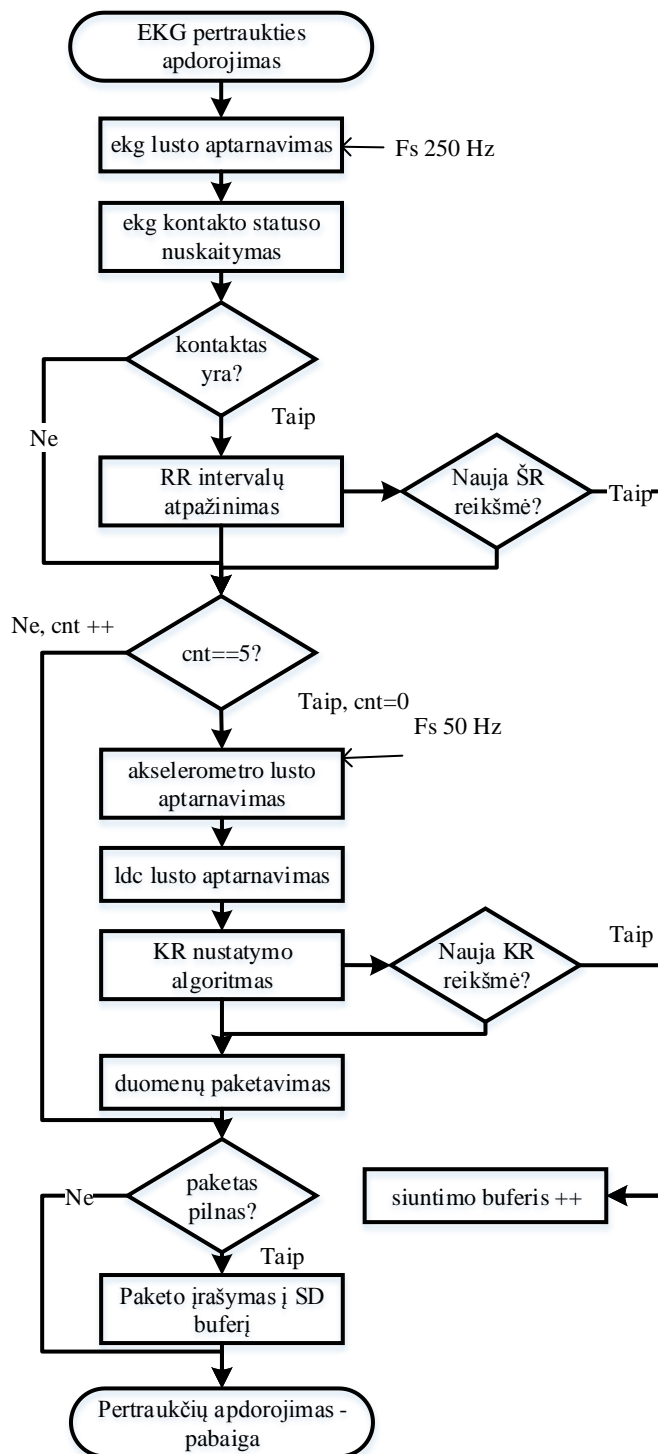 EKG pertraukties
apdorojimas
ekg lusto aptarnavimas
Fs 250 Hz
ekg kontakto statuso
nuskaitymas
kontaktas
yra?
Ne
Taip
RR intervalų
atpažinimas
Nauja ŠR
reikšmė?
Taip
Ne, cnt ++
cnt==5?
Taip, cnt=0
Fs 50 Hz
akselerometro lusto
aptarnavimas
ldc lusto aptarnavimas
KR nustatymo
algoritmas
Nauja KR
reikšmė?
Taip
duomenų paketavimas
paketas
pilnas?
Ne
siuntimo buferis ++
Taip
Paketo įrašymas į SD
buferį
Pertraukčių apdorojimas -
pabaiga